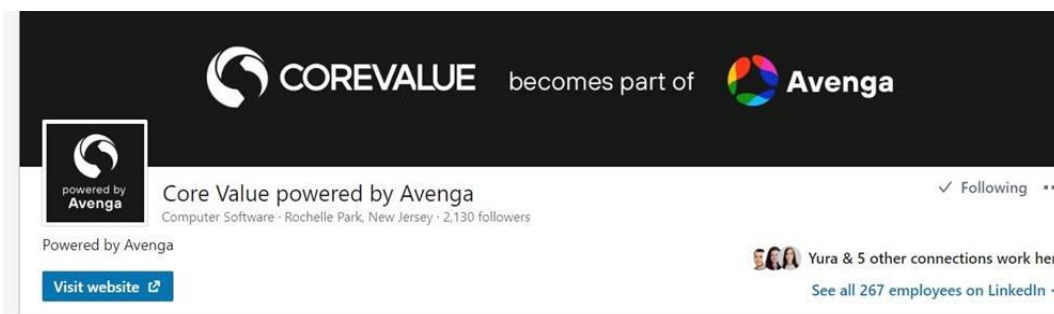 COREVALUE becomes part of Avenga
powered by
Avenga
Core Value powered by Avenga
✓ Following
Computer Software · Rochelle Park, New Jersey · 2,130 followers
Powered by Avenga
Yura & 5 other connections work her
Visit website
See all 267 employees on LinkedIn